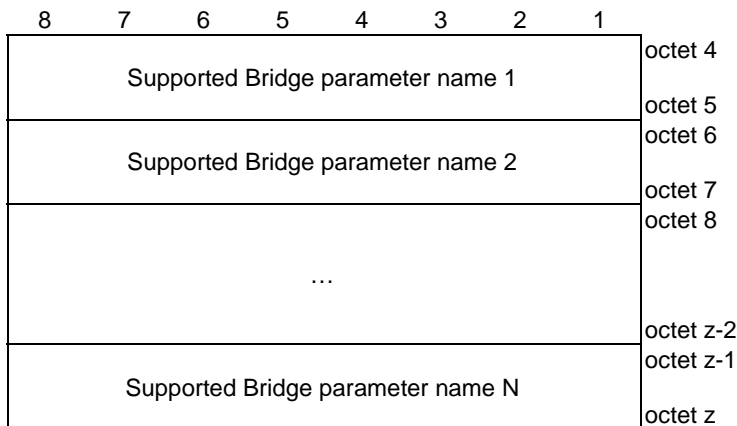 8 7 6 5 4 3 2 1
octet 4
Supported Bridge parameter name 1
octet 5
octet 6
Supported Bridge parameter name 2
octet 7
octet 8
…
octet z-2
octet z-1
Supported Bridge parameter name N
octet z